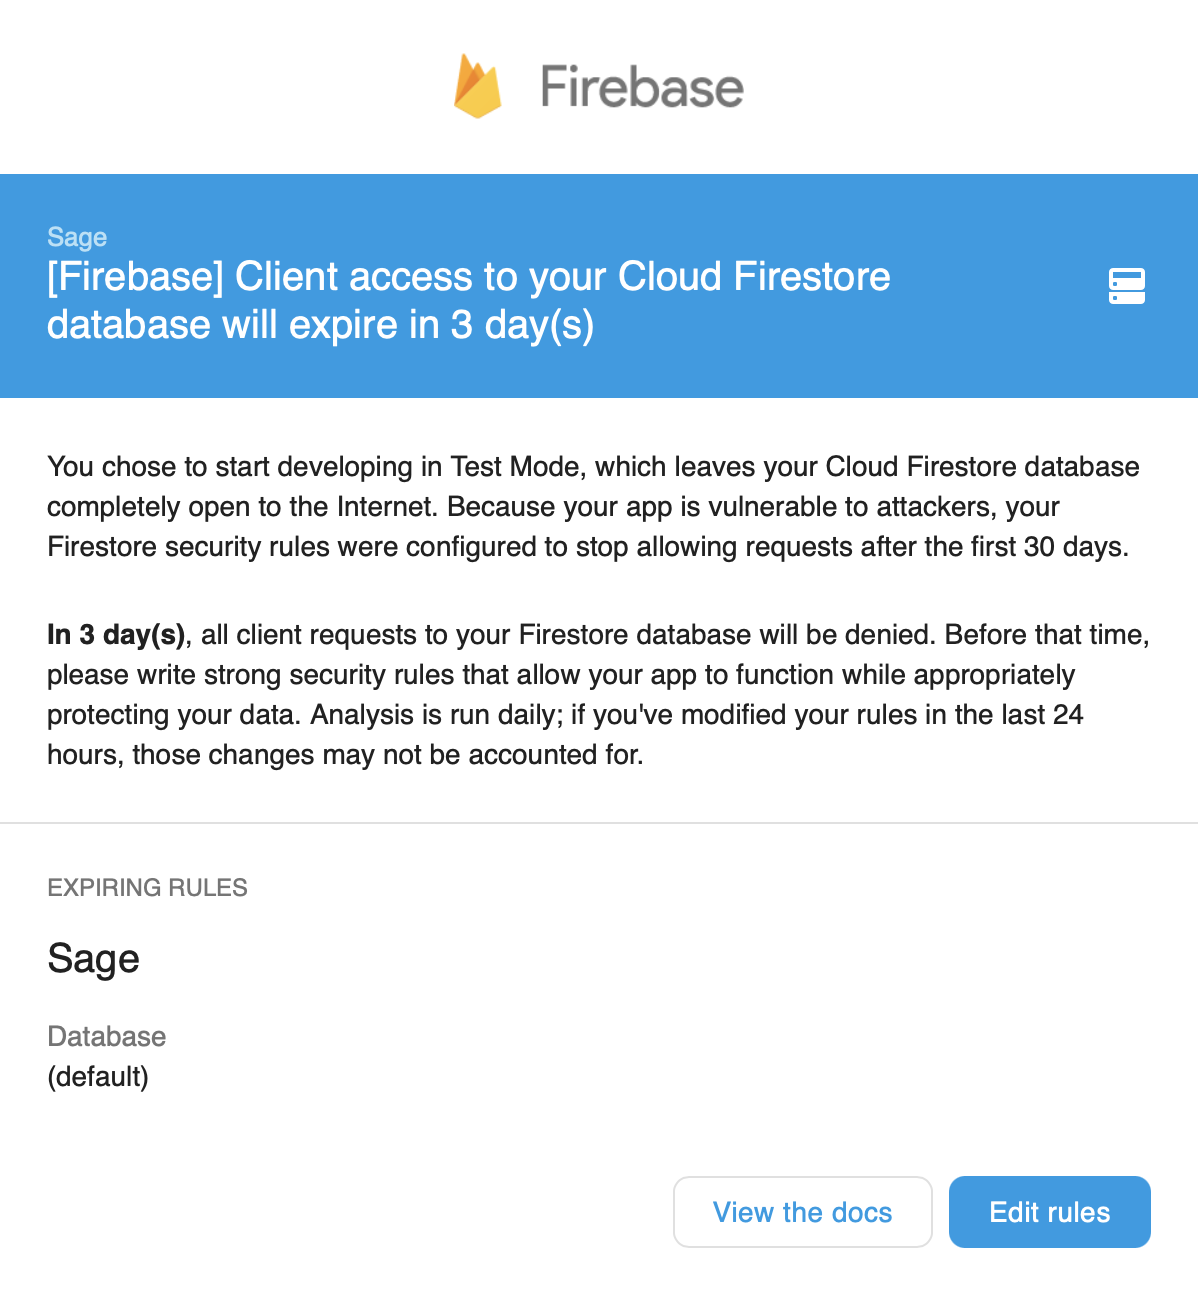 Firebase
Sage
[Firebase] Client access to your Cloud Firestore
database will expire in 3 day(s)
You chose to start developing in Test Mode, which leaves your Cloud Firestore database
completely open to the Internet. Because your app is vulnerable to attackers, your
Firestore security rules were configured to stop allowing requests after the first 30 days.
In 3 day(s), all client requests to your Firestore database will be denied. Before that time,
please write strong security rules that allow your app to function while appropriately
protecting your data. Analysis is run daily; if you've modified your rules in the last 24
hours, those changes may not be accounted for.
EXPIRING RULES
Sage
Database
(default)
View the docs
Edit rules